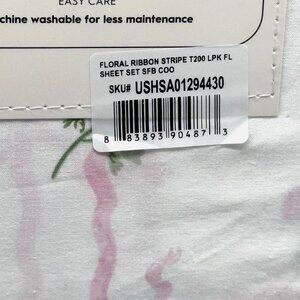 EASY CARE
chine washable for less maintenance
FLORAL RIBBON STRIPE T200 LPK FL
SHEET SET SFB COO
SKU# USHSA01294430
8 83893 90487 3